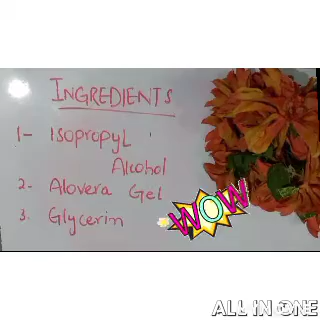 INGREDIENTS
1- Isopropyl
Alcohol
2- Alovera Gel
3. Glycerin
WOW
ALL IN ONE